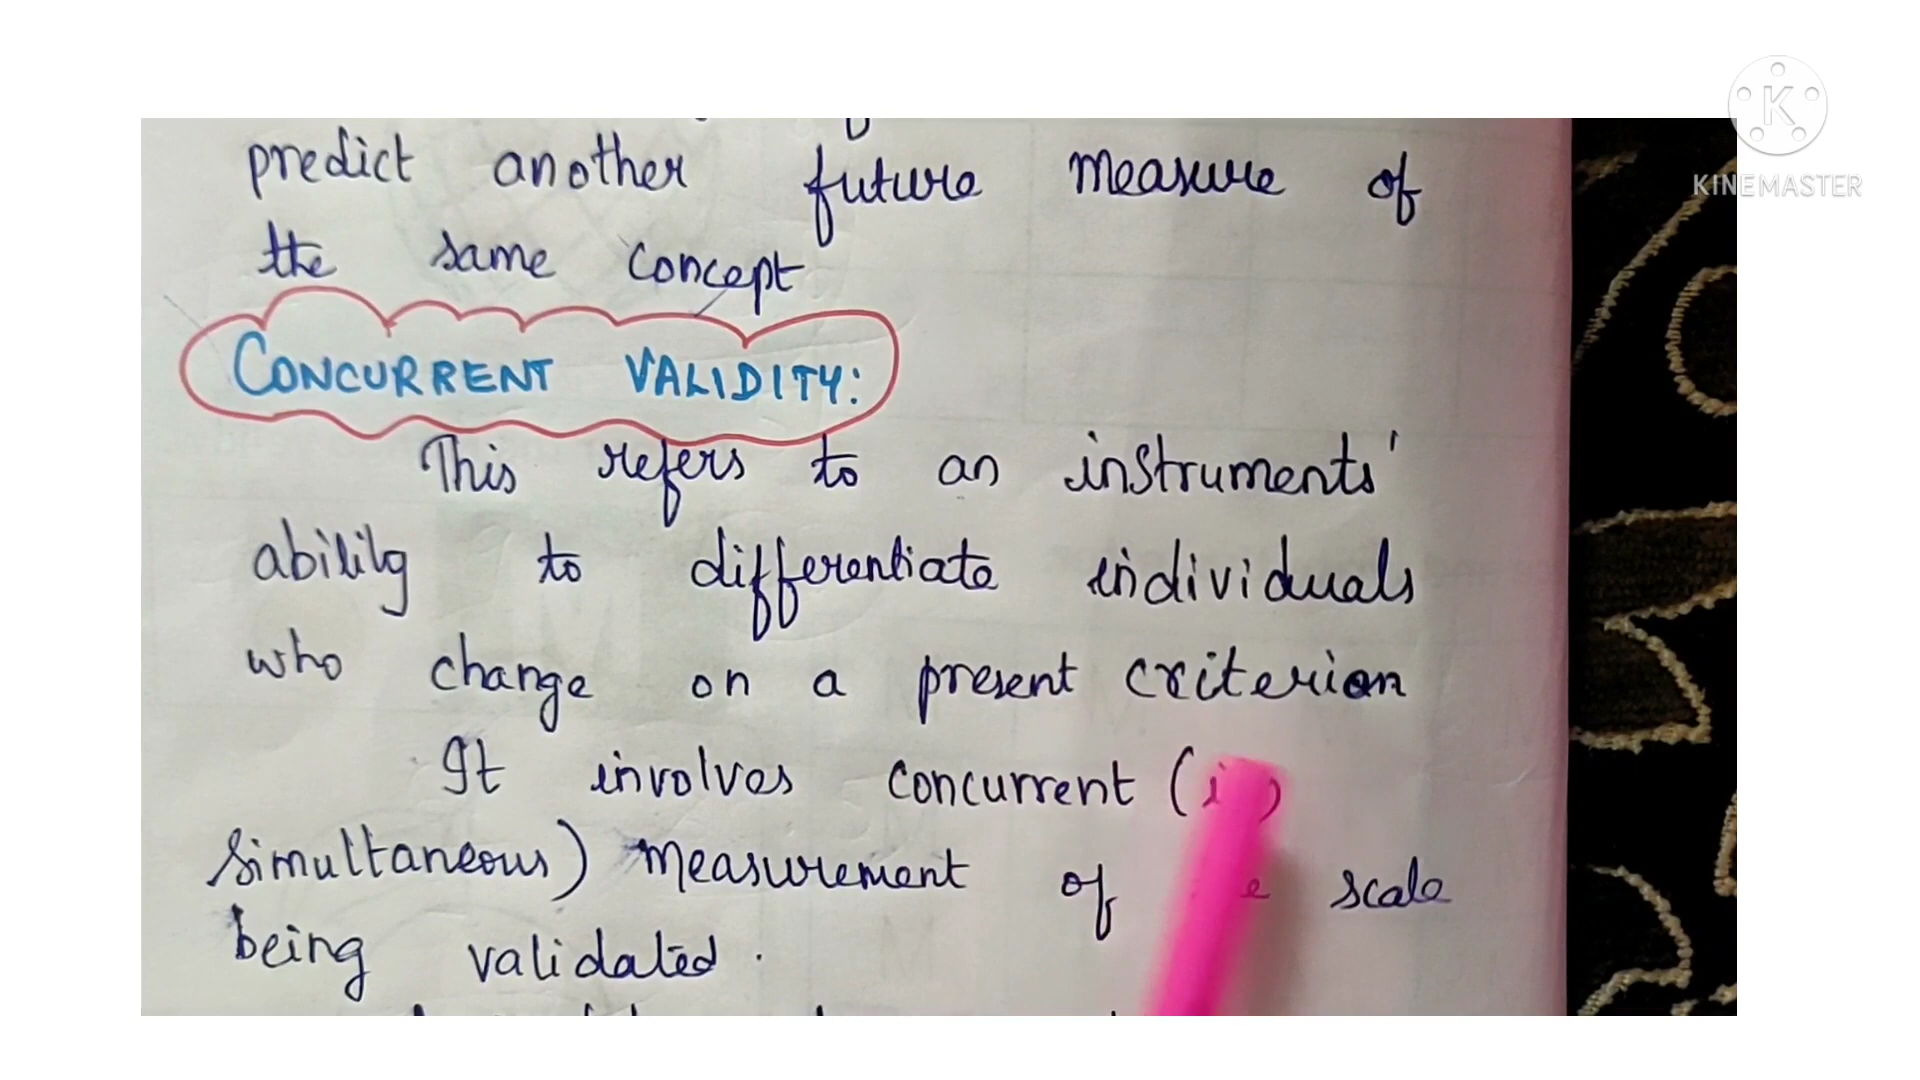 predict another future measure of
the same concept
CONCURRENT VALIDITY:
This refers to an instruments'
ability to differentiate individuals
who change on a present criterion
It involves concurrent (
simultaneous) measurement of scale
being validated.
KINEMASTER